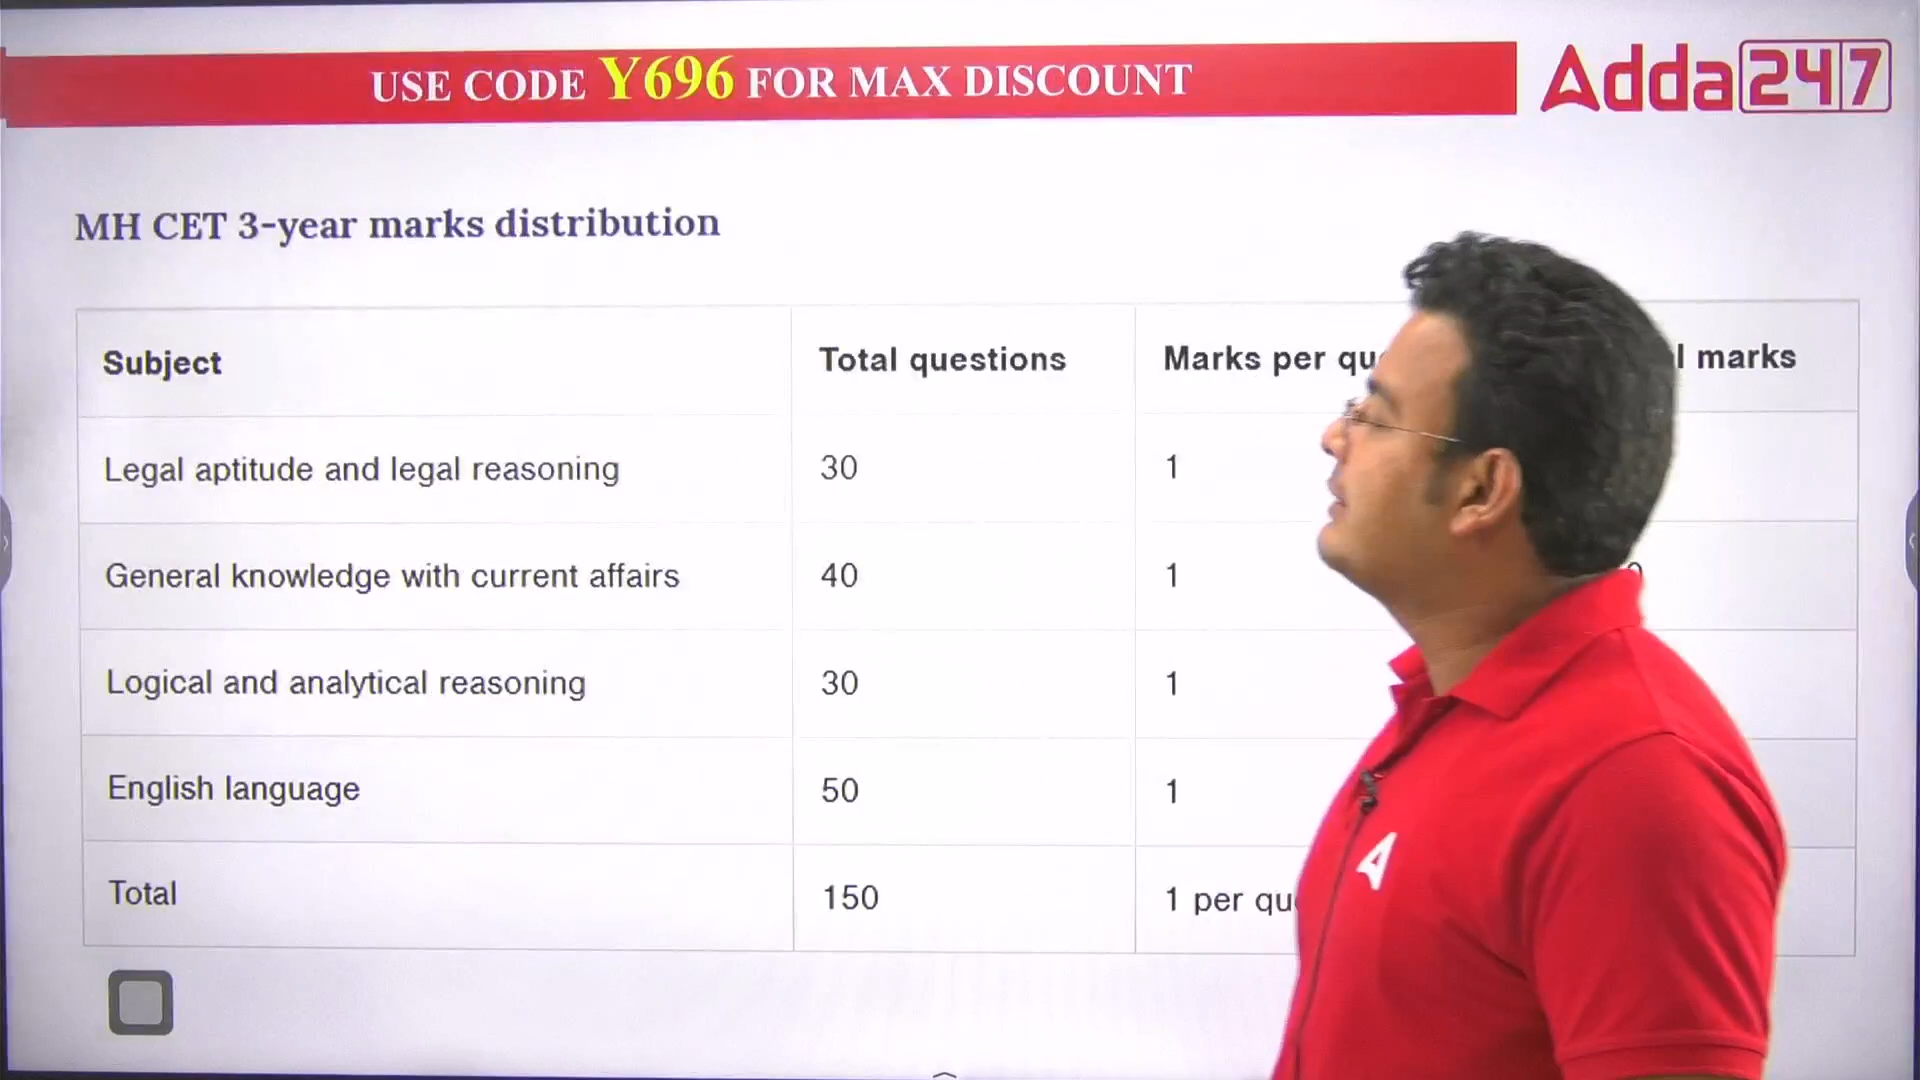 USE CODE Y696 FOR MAX DISCOUNT
Adda247
MH CET 3-year marks distribution
Subject Total questions Marks per marks
Legal aptitude and legal reasoning 30 1
General knowledge with current affairs 40 1
Logical and analytical reasoning 30 1
English language 50 1
Total 150 1 per
A